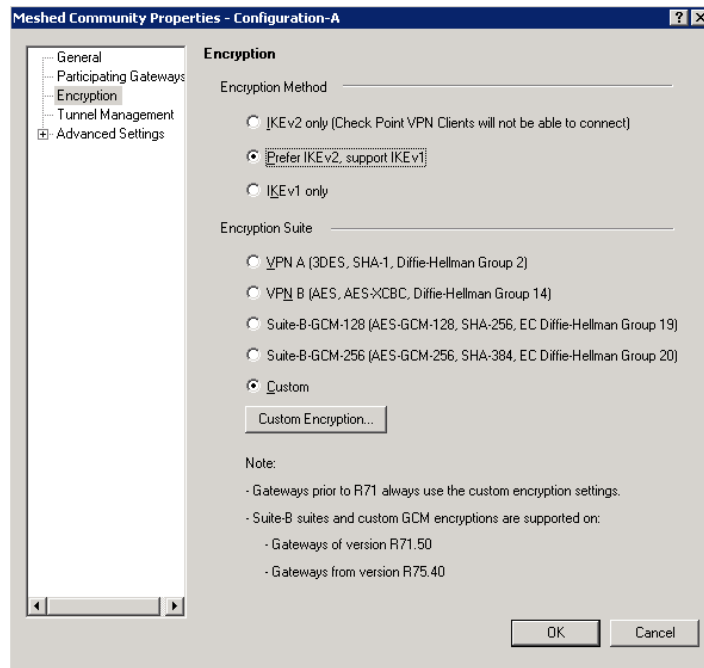 Meshed Community Properties - Configuration-A
General
Participating Gateways
Encryption
Tunnel Management
Advanced Settings
Encryption
Encryption Method
IKEv2 only (Check Point VPN Clients will not be able to connect)
Prefer IKEv2, support IKEv1
IKEv1 only
Encryption Suite
VPN A (3DES, SHA-1, Diffie-Hellman Group 2)
VPN B (AES, AES-XCBC, Diffie-Hellman Group 14)
Suite-B-GCM-128 (AES-GCM-128, SHA-256, EC Diffie-Hellman Group 19)
Suite-B-GCM-256 (AES-GCM-256, SHA-384, EC Diffie-Hellman Group 20)
Custom
Custom Encryption...
Note:
- Gateways prior to R71 always use the custom encryption settings.
- Suite-B suites and custom GCM encryptions are supported on:
- Gateways of version R71.50
- Gateways from version R75.40
OK Cancel